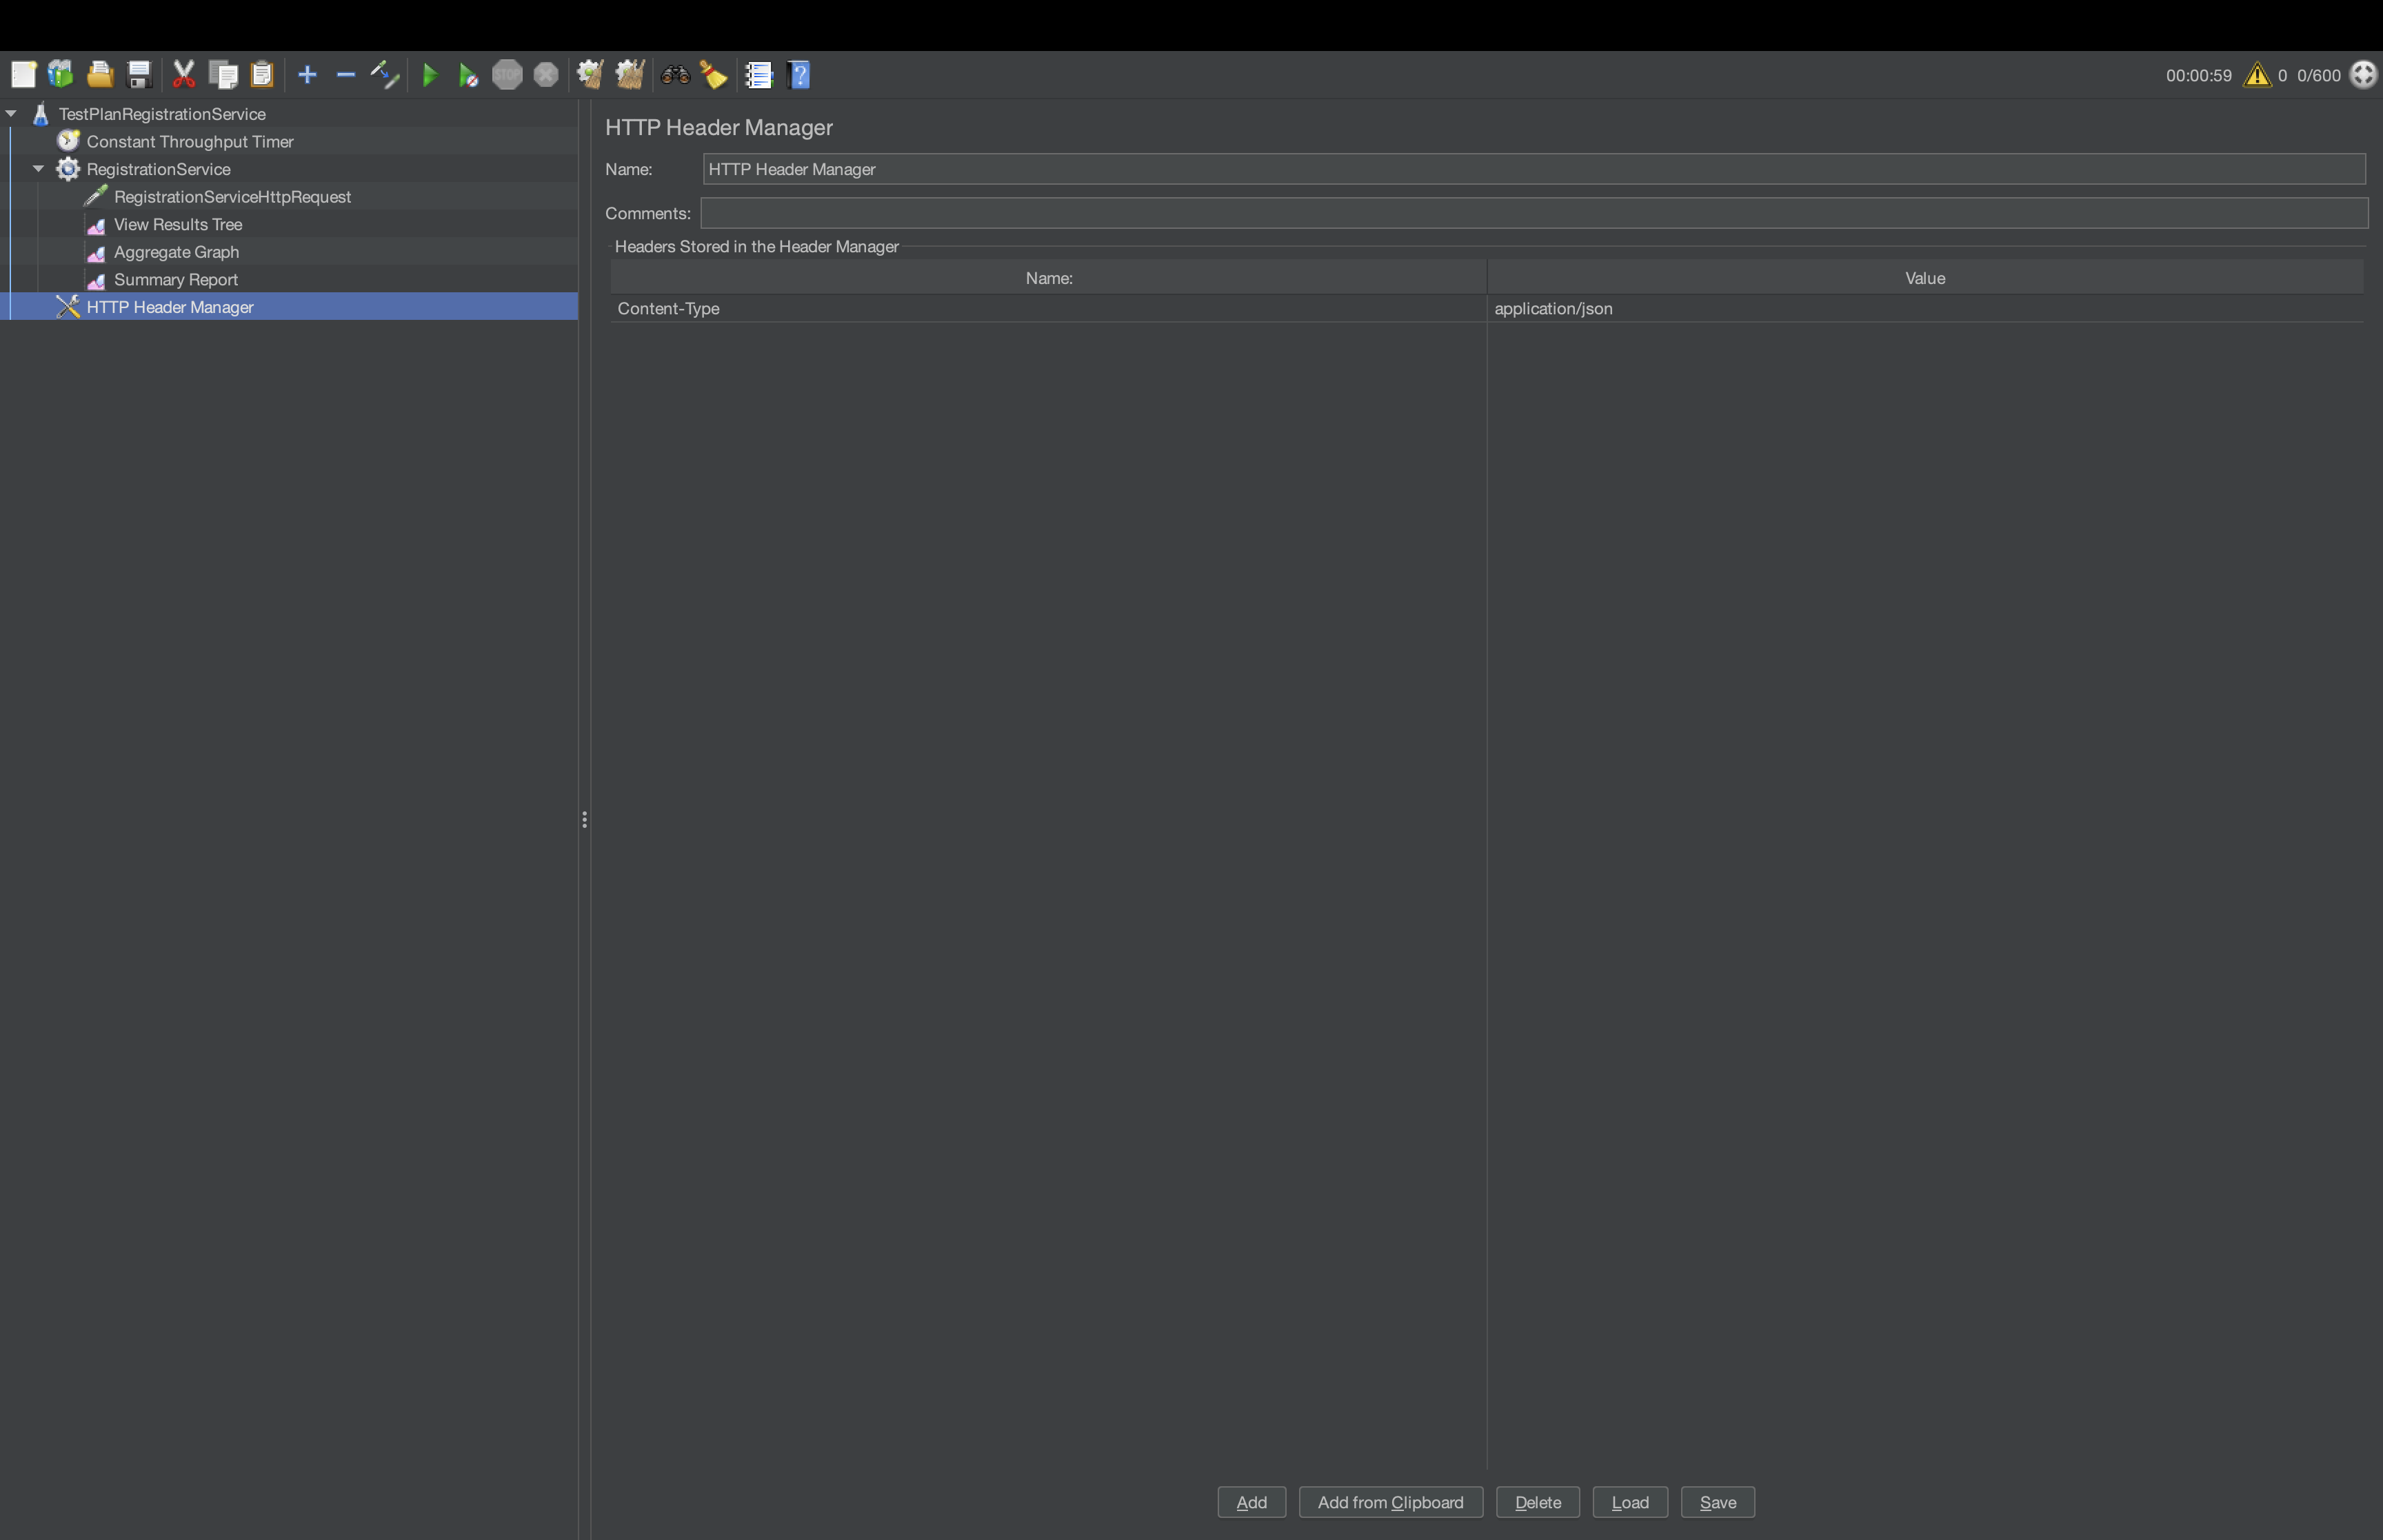 STOP
?
00:00:59 0 0/600
TestPlanRegistrationService
Constant Throughput Timer
RegistrationService
RegistrationServiceHttpRequest
View Results Tree
Aggregate Graph
Summary Report
HTTP Header Manager
HTTP Header Manager
Name: HTTP Header Manager
Comments:
Headers Stored in the Header Manager
Name: Value
Content-Type application/json
Add Add from Clipboard Delete Load Save